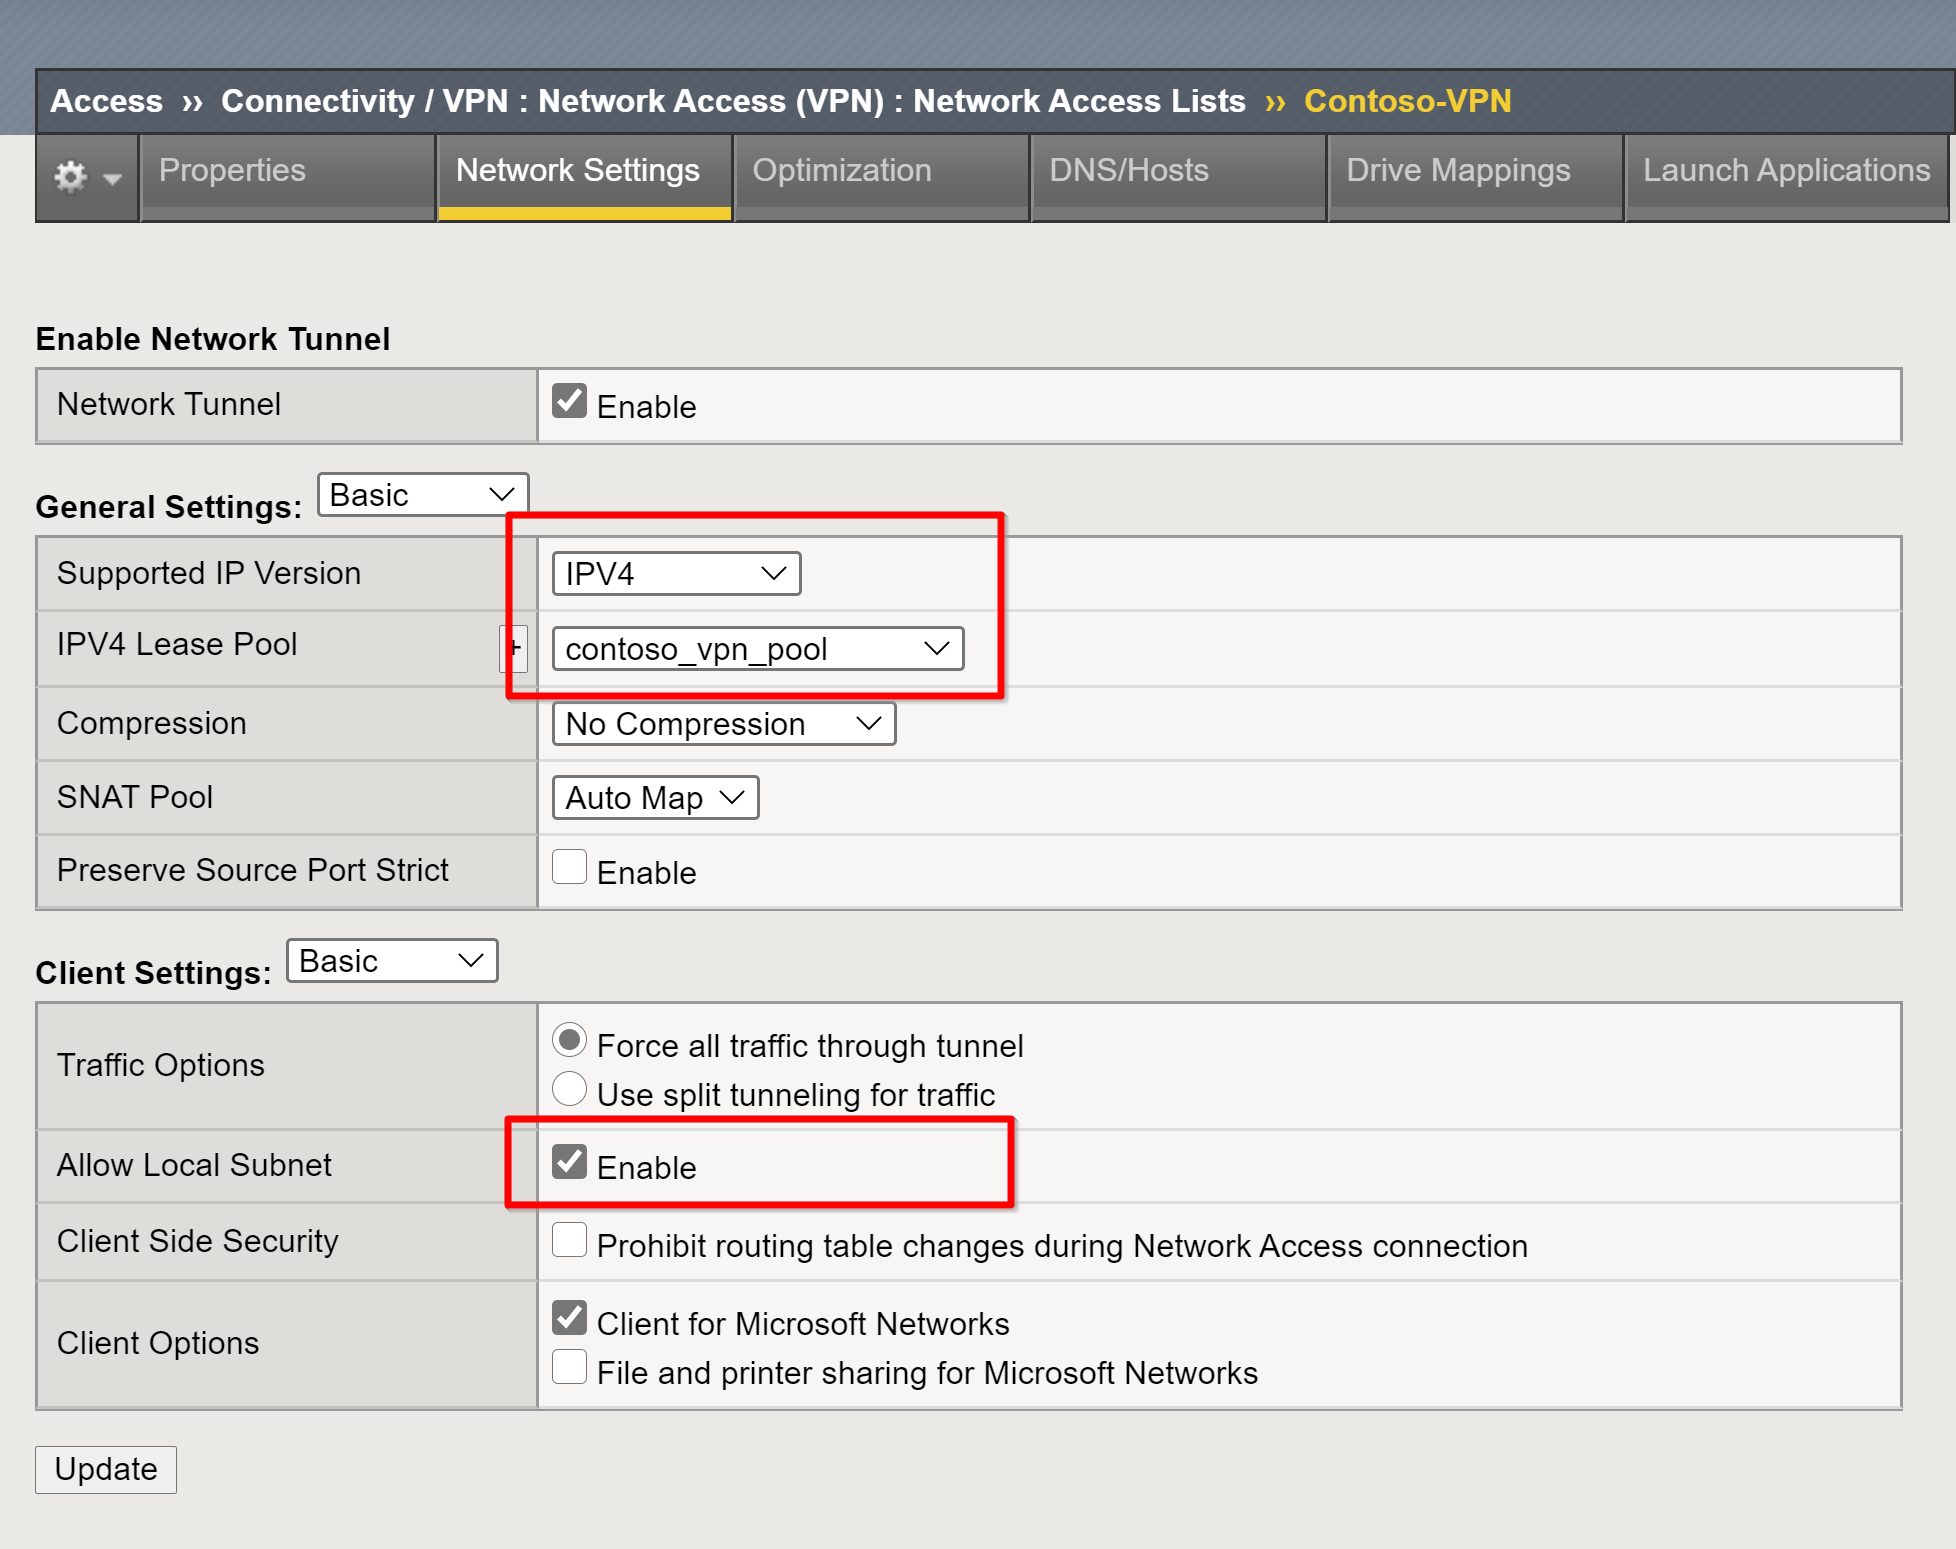 Access ›› Connectivity / VPN : Network Access (VPN) : Network Access Lists ›› Contoso-VPN
Properties Network Settings Optimization DNS/Hosts Drive Mappings Launch Applications
Enable Network Tunnel
Network Tunnel Enable
General Settings: Basic
Supported IP Version IPV4
IPV4 Lease Pool + contoso_vpn_pool
Compression No Compression
SNAT Pool Auto Map
Preserve Source Port Strict Enable
Client Settings: Basic
Traffic Options Force all traffic through tunnel
Use split tunneling for traffic
Allow Local Subnet Enable
Client Side Security Prohibit routing table changes during Network Access connection
Client Options Client for Microsoft Networks
File and printer sharing for Microsoft Networks
Update